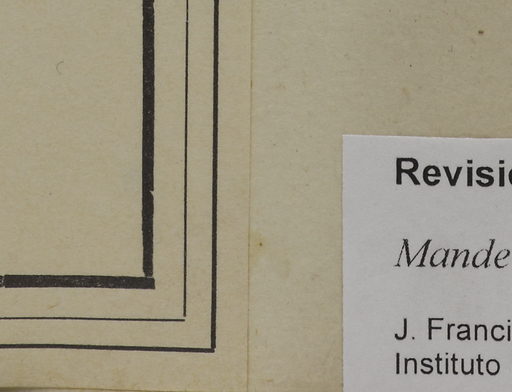 Revisi
Mande
J. Franci
Instituto